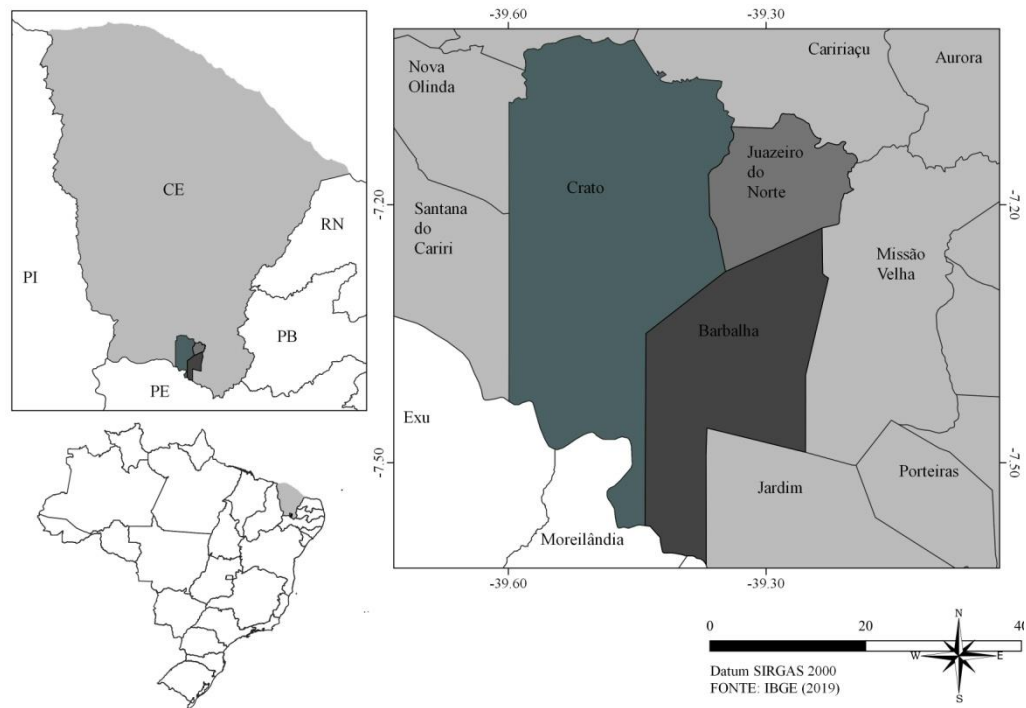 CE
RN
PI
PB
PE
-39.60
-39.30
Nova
Olinda
Caririaçu
Aurora
Juazeiro
do
Norte
Crato
-7.20
-7.20
Santana
do
Cariri
Missão
Velha
Barbalha
Exu
-7.50
-7.50
Porteiras
Jardim
Moreilândia
-39.60
-39.30
0
20
40
N
W
E
S
Datum SIRGAS 2000
FONTE: IBGE (2019)